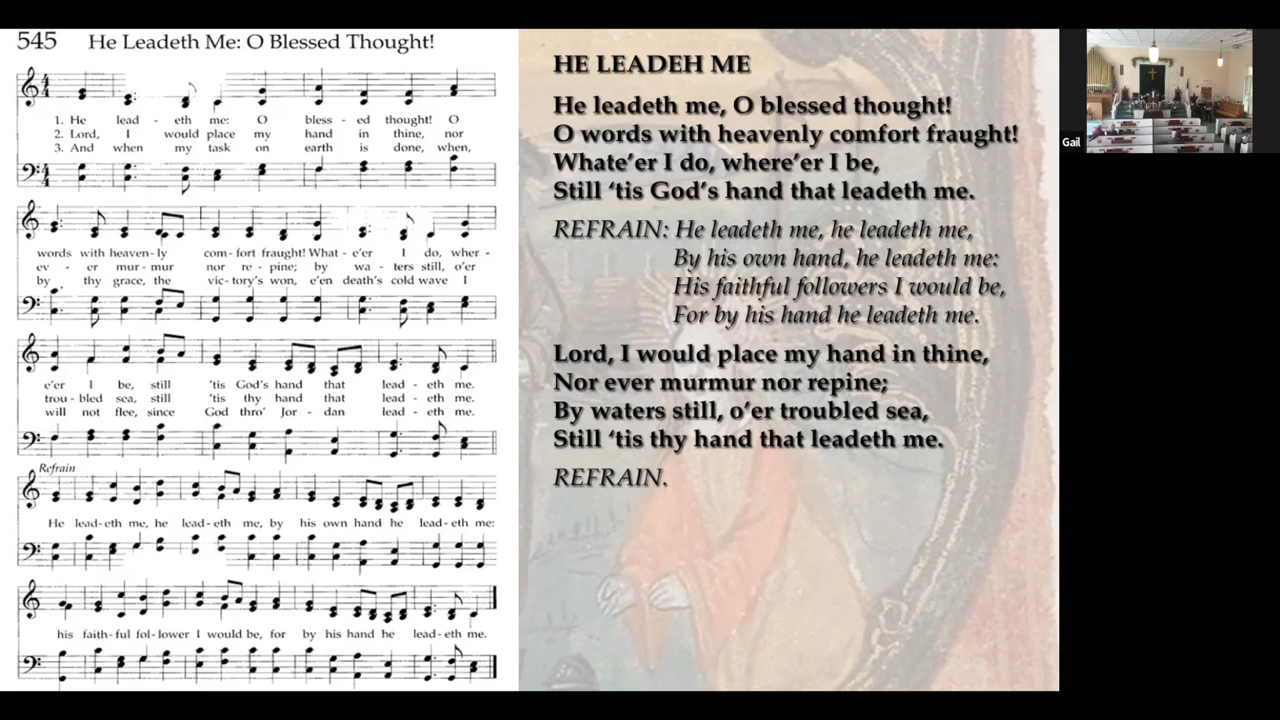 545 He Leadeth Me: O Blessed Thought!
1. He lead - eth me: O bless - ed thought! O
2. Lord, I would place my hand in thine, nor
3. And when my task on earth is done, when,
words with heaven-ly com-fort fraught! What-e'er I do, wher-
ev - er mur-mur nor re-pine; by wa-ters still, o'er
by thy grace, the vic-tory's won, e'en death's cold wave I
e'er I be, still 'tis God's hand that lead-eth me.
trou-bled sea, still 'tis thy hand that lead-eth me.
will not flee, since God thro' Jor-dan lead-eth me.
Refrain
He lead-eth me, he lead-eth me, by his own hand he lead-eth me:
his faith-ful fol-lower I would be, for by his hand he lead-eth me.
HE LEADEH ME
He leadeth me, O blessed thought!
O words with heavenly comfort fraught!
Whate'er I do, where'er I be,
Still 'tis God's hand that leadeth me.
REFRAIN: He leadeth me, he leadeth me,
By his own hand, he leadeth me:
His faithful followers I would be,
For by his hand he leadeth me.
Lord, I would place my hand in thine,
Nor ever murmur nor repine;
By waters still, o'er troubled sea,
Still 'tis thy hand that leadeth me.
REFRAIN.
Gail